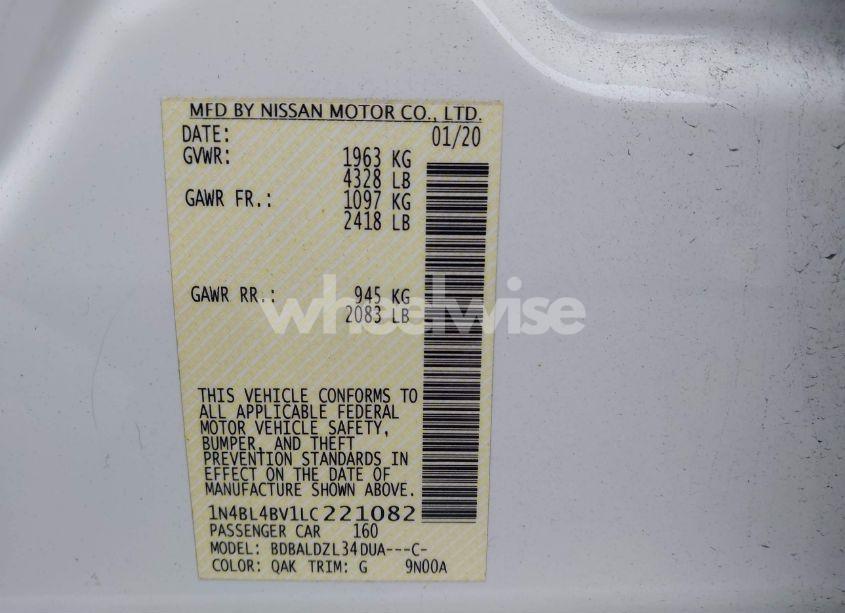 MFD BY NISSAN MOTOR CO., LTD.
DATE: 01/20
GVWR: 1963 KG
4328 LB
GAWR FR.: 1097 KG
2418 LB
GAWR RR.: 945 KG
2083 LB
wheelwise
THIS VEHICLE CONFORMS TO
ALL APPLICABLE FEDERAL
MOTOR VEHICLE SAFETY,
BUMPER, AND THEFT
PREVENTION STANDARDS IN
EFFECT ON THE DATE OF
MANUFACTURE SHOWN ABOVE.
1N4BL4BV1LC221082
PASSENGER CAR 160
MODEL: BDBALDZL34DUA---C-
COLOR: QAK TRIM: G 9N00A